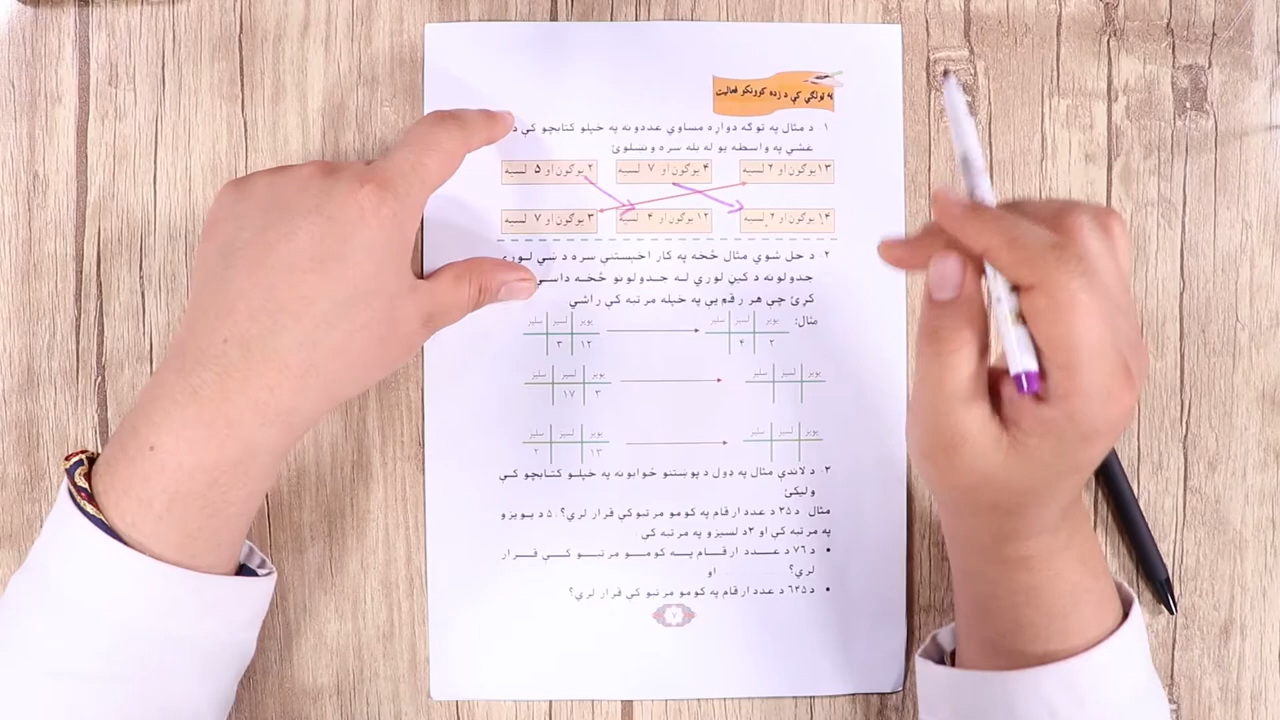 په ټولګي کې د زده کوونکو فعالیت
۱. د مثال په توګه دواړه مساوي عددونه په خپلو کتابچو کې د
غشي په واسطه یو له بله سره ونښلوئ
۱۳ یوګون او ۲ لسیه
۴ یوګون او ۷ لسیه
۲ یوګون او ۵ لسیه
۱۴ یوګون او ۶ لسیه
۱۲ یوګون او ۴ لسیه
۳ یوګون او ۷ لسیه
۲. د حل شوي مثال څخه په کار اخیستنې سره د ښي لوري
جدولونه د کیڼ لوري له جدولونو څخه داسې
کړئ چې هر رقم یې په خپله مرتبه کې راشي
مثال:
یویز لسیز سلیز
۲ ۴
یویز لسیز سلیز
۱۲ ۳
یویز لسیز سلیز
یویز لسیز سلیز
۳ ۱۷
یویز لسیز سلیز
یویز لسیز سلیز
۱۳ ۲
۳. د لاندې مثال په ډول د پوښتنو ځوابونه په خپلو کتابچو کې
ولیکئ
مثال د ۳۵ د عدد ارقام په کومو مرتبو کې قرار لري؟ ۵ د یویزو
په مرتبه کې او ۳ د لسیزو په مرتبه کې
• د ۷۶ د عدد ارقام په کومو مرتبو کې قرار
لري؟ او
• د ۶۴۵ د عدد ارقام په کومو مرتبو کې قرار لري؟
۷